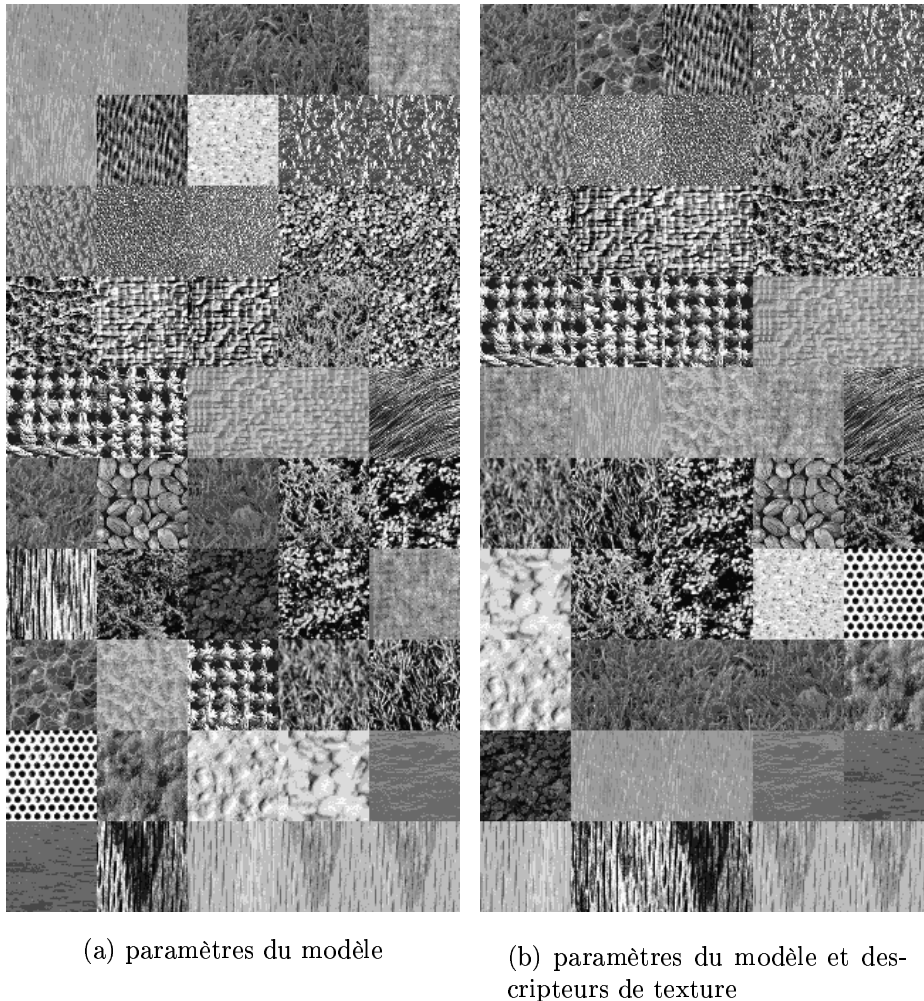 (a) paramètres du modèle
(b) paramètres du modèle et des-
cripteurs de texture